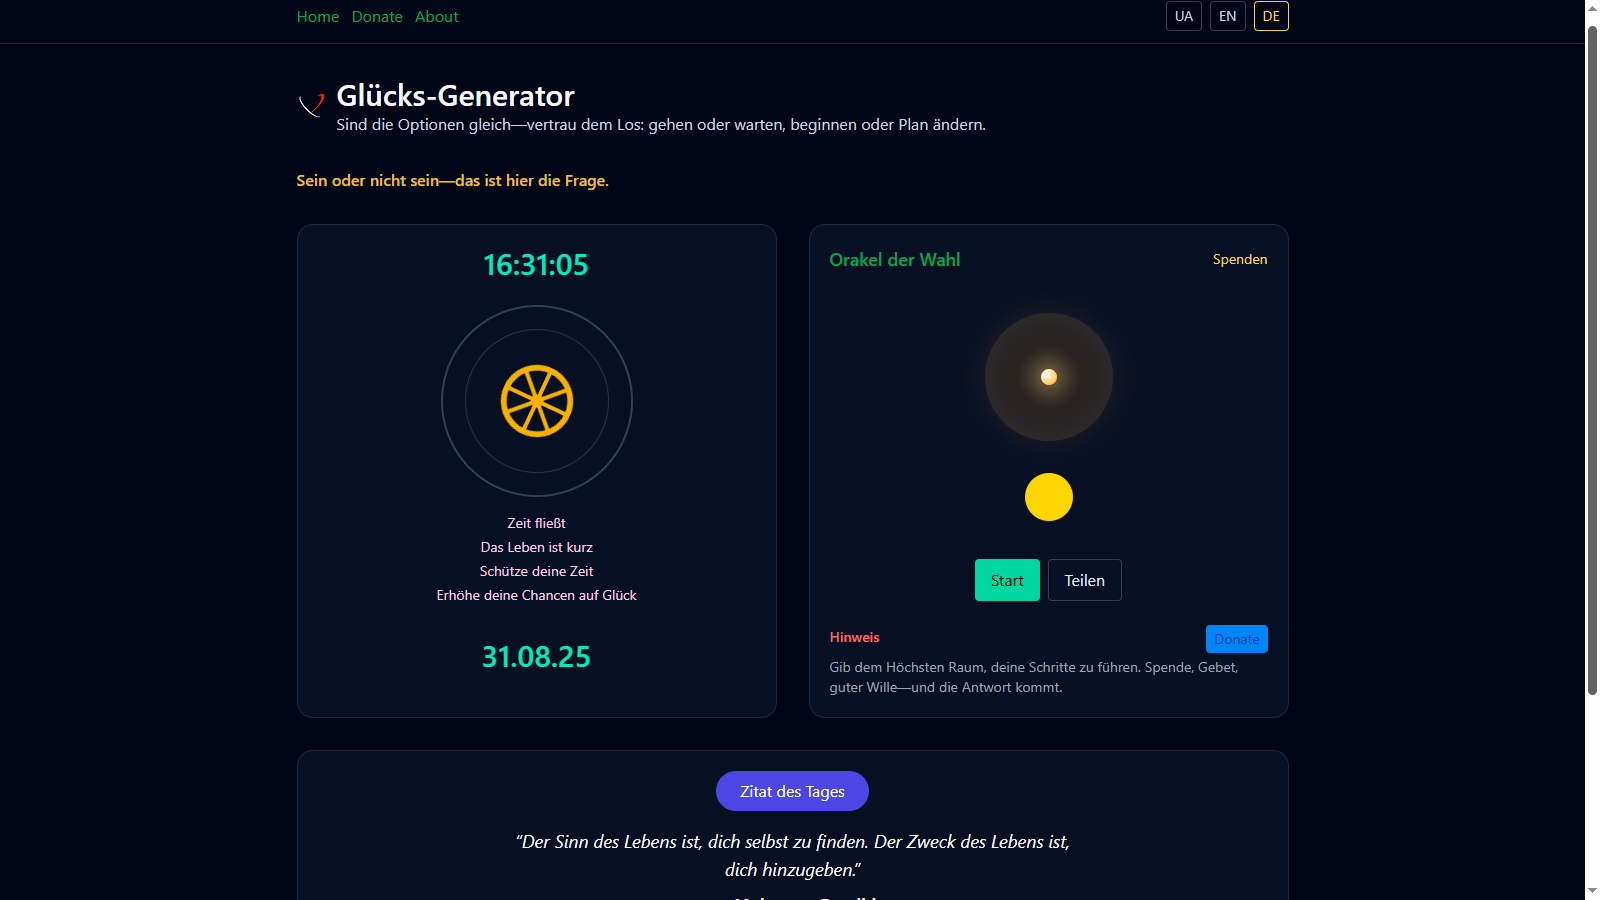 Home Donate About
UA EN DE
Glücks-Generator
Sind die Optionen gleich—vertrau dem Los: gehen oder warten, beginnen oder Plan ändern.
Sein oder nicht sein—das ist hier die Frage.
16:31:05
Zeit fließt
Das Leben ist kurz
Schütze deine Zeit
Erhöhe deine Chancen auf Glück
31.08.25
Orakel der Wahl
Spenden
Start
Teilen
Hinweis
Donate
Gib dem Höchsten Raum, deine Schritte zu führen. Spende, Gebet,
guter Wille—und die Antwort kommt.
Zitat des Tages
“Der Sinn des Lebens ist, dich selbst zu finden. Der Zweck des Lebens ist,
dich hinzugeben.”